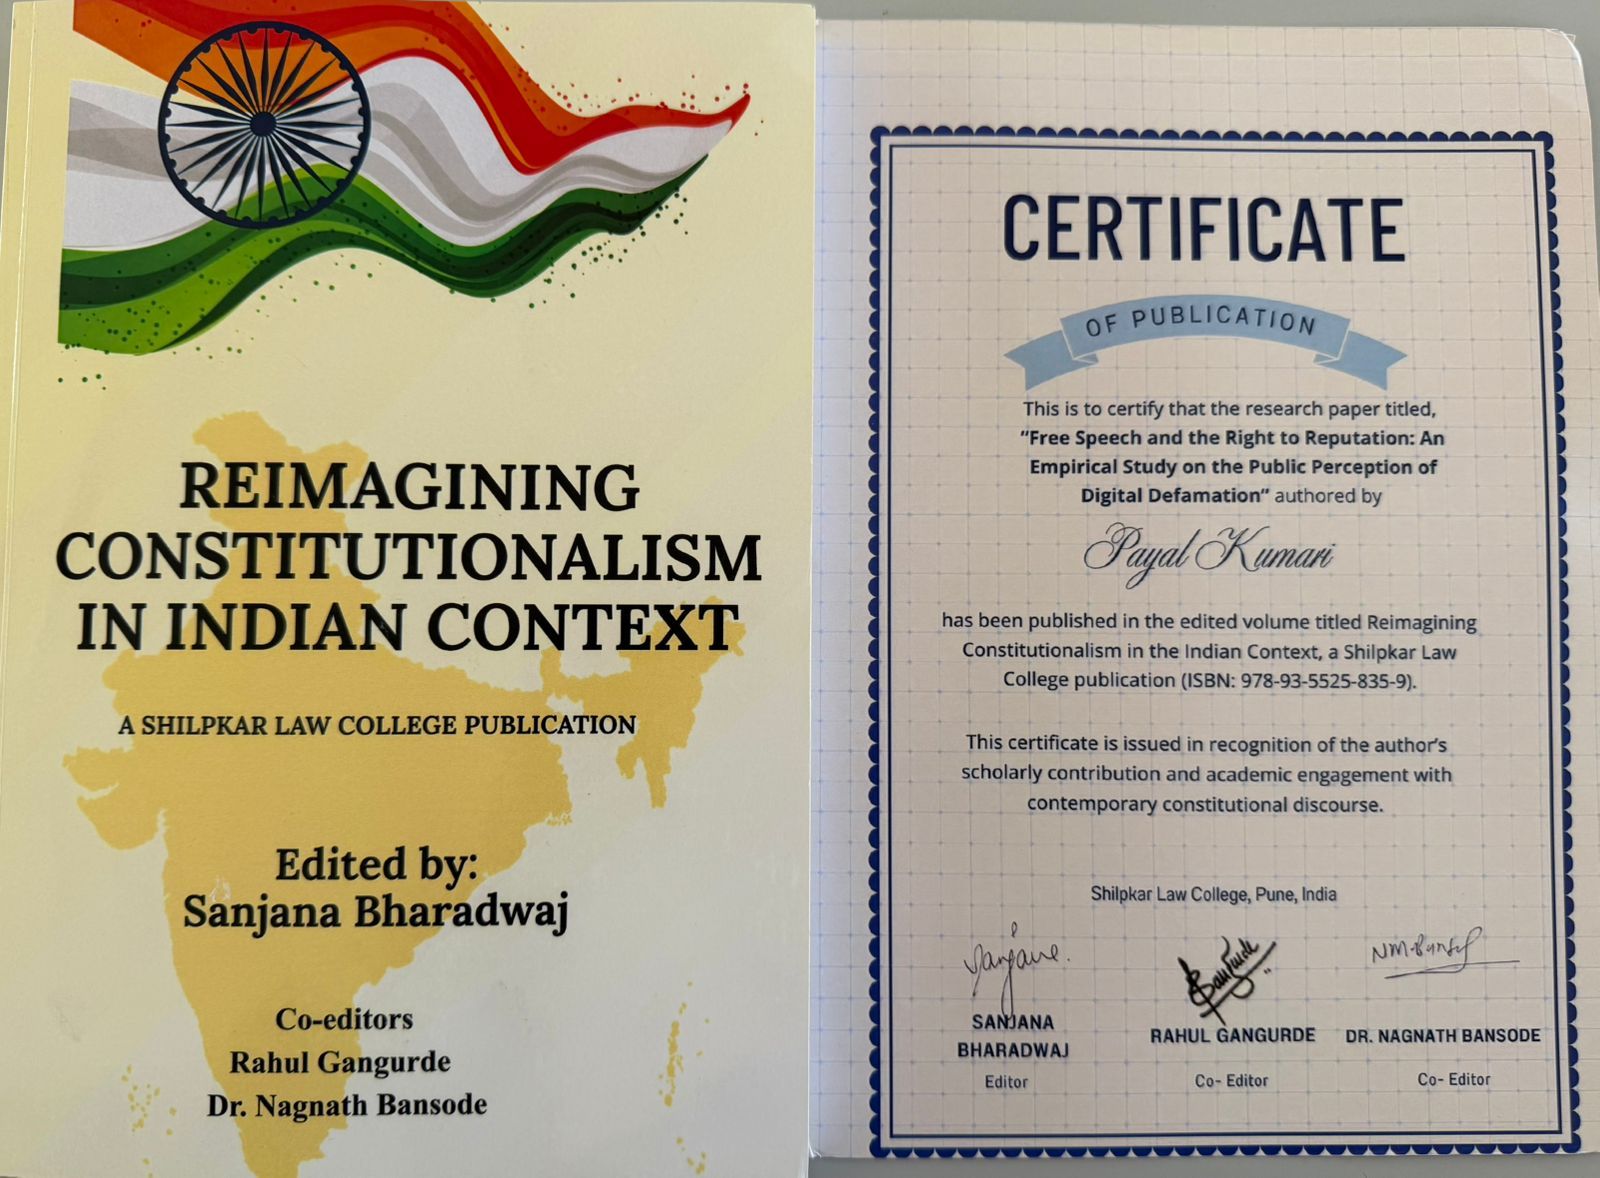 REIMAGINING
CONSTITUTIONALISM
IN INDIAN CONTEXT
A SHILPKAR LAW COLLEGE PUBLICATION
Edited by:
Sanjana Bharadwaj
Co-editors
Rahul Gangurde
Dr. Nagnath Bansode
CERTIFICATE
OF PUBLICATION
This is to certify that the research paper titled,
“Free Speech and the Right to Reputation: An
Empirical Study on the Public Perception of
Digital Defamation” authored by
Payal Kumari
has been published in the edited volume titled Reimagining
Constitutionalism in the Indian Context, a Shilpkar Law
College publication (ISBN: 978-93-5525-835-9).
This certificate is issued in recognition of the author’s
scholarly contribution and academic engagement with
contemporary constitutional discourse.
Shilpkar Law College, Pune, India
SANJANA
BHARADWAJ
Editor
RAHUL GANGURDE
Co- Editor
DR. NAGNATH BANSODE
Co- Editor